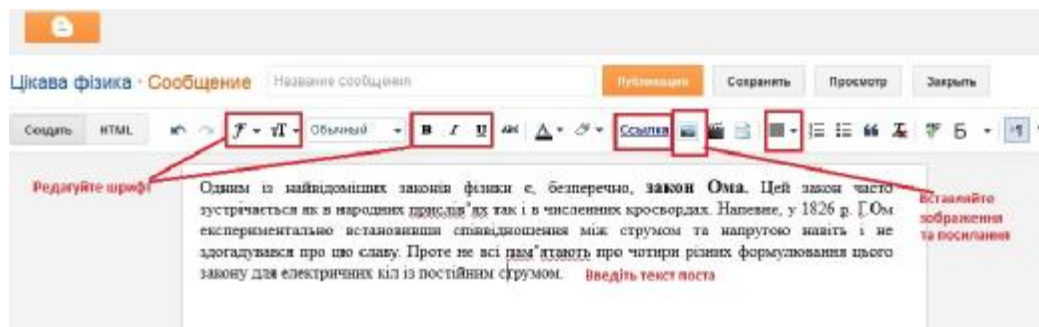 Цікава фізика · Сообщение Название сообщения Публикация Сохранить Просмотр Закрыть
Создать HTML Обычный B I U ABC A Ссылка Б
Редагуйте шрифт
Одним із найвідоміших законів фізики є, безперечно, закон Ома. Цей закон часто
зустрічається як в народних прислів"ях так і в численних кросвордах. Напевне, у 1826 р. Г.Ом
експериментально встановивши співвідношення між струмом та напругою навіть і не
здогадувався про цю славу. Проте не всі пам"ятають про чотири різних формулювання цього
закону для електричних кіл із постійним струмом.
Введіть текст поста
Вставляйте
зображення
та посилання